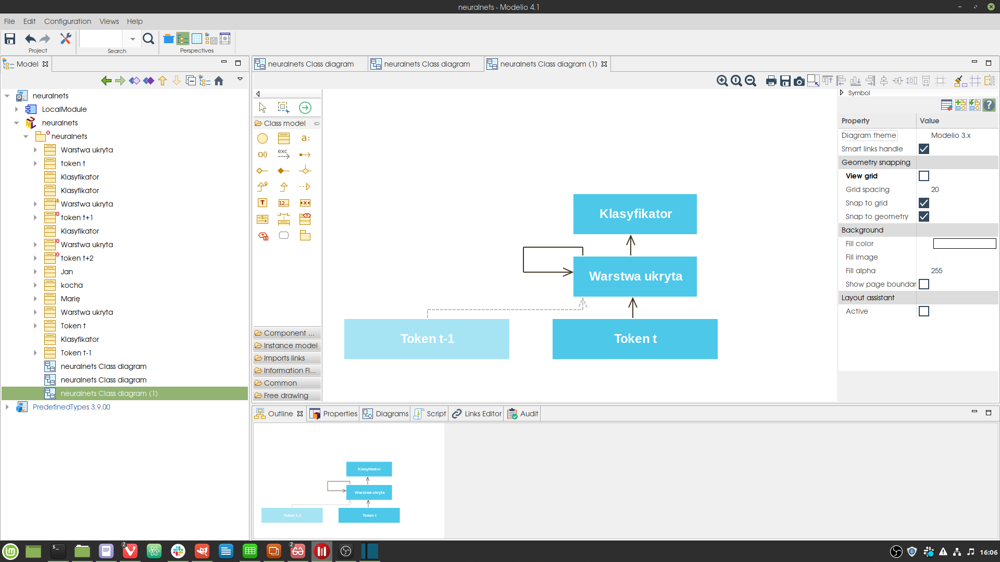 neuralnets - Modelio 4.1
File Edit Configuration Views Help
Project Search Perspectives
Model
neuralnets
LocalModule
neuralnets
neuralnets
Warstwa ukryta
token t
Klasyfikator
Klasyfikator
Warstwa ukryta
token t+1
Klasyfikator
Warstwa ukryta
token t+2
Jan
kocha
Marię
Warstwa ukryta
Token t
Klasyfikator
Token t-1
neuralnets Class diagram
neuralnets Class diagram
neuralnets Class diagram (1)
PredefinedTypes 3.9.00
neuralnets Class diagram
neuralnets Class diagram
neuralnets Class diagram (1)
Class model
a:
O()
exc
T
12...
Component ...
Instance model
Imports links
Information Fl...
Common
Free drawing
Klasyfikator
Warstwa ukryta
Token t-1
Token t
Symbol
Property Value
Diagram theme Modelio 3.x
Smart links handle
Geometry snapping
View grid
Grid spacing 20
Snap to grid
Snap to geometry
Background
Fill color
Fill image
Fill alpha 255
Show page boundar
Layout assistant
Active
Outline Properties Diagrams Script Links Editor Audit
Klasyfikator
Warstwa ukryta
Token t-1
Token t
2
2
16:06